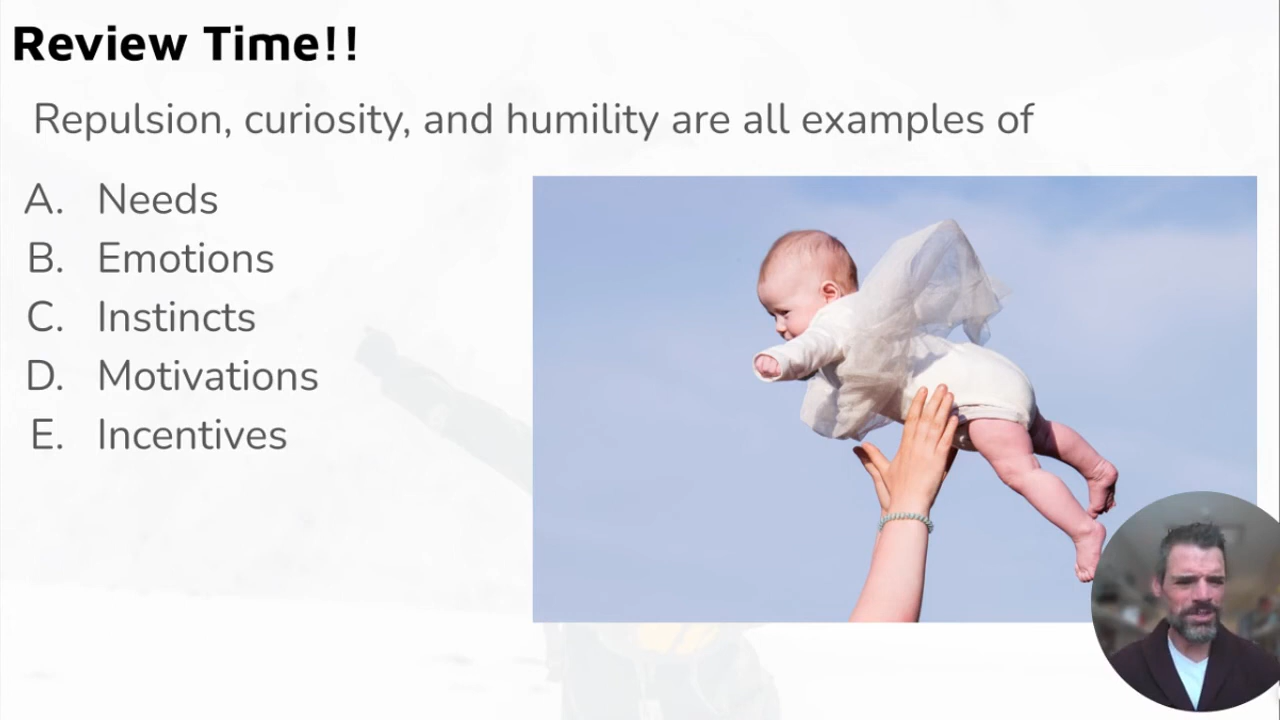 Review Time!!
Repulsion, curiosity, and humility are all examples of
A. Needs
B. Emotions
C. Instincts
D. Motivations
E. Incentives